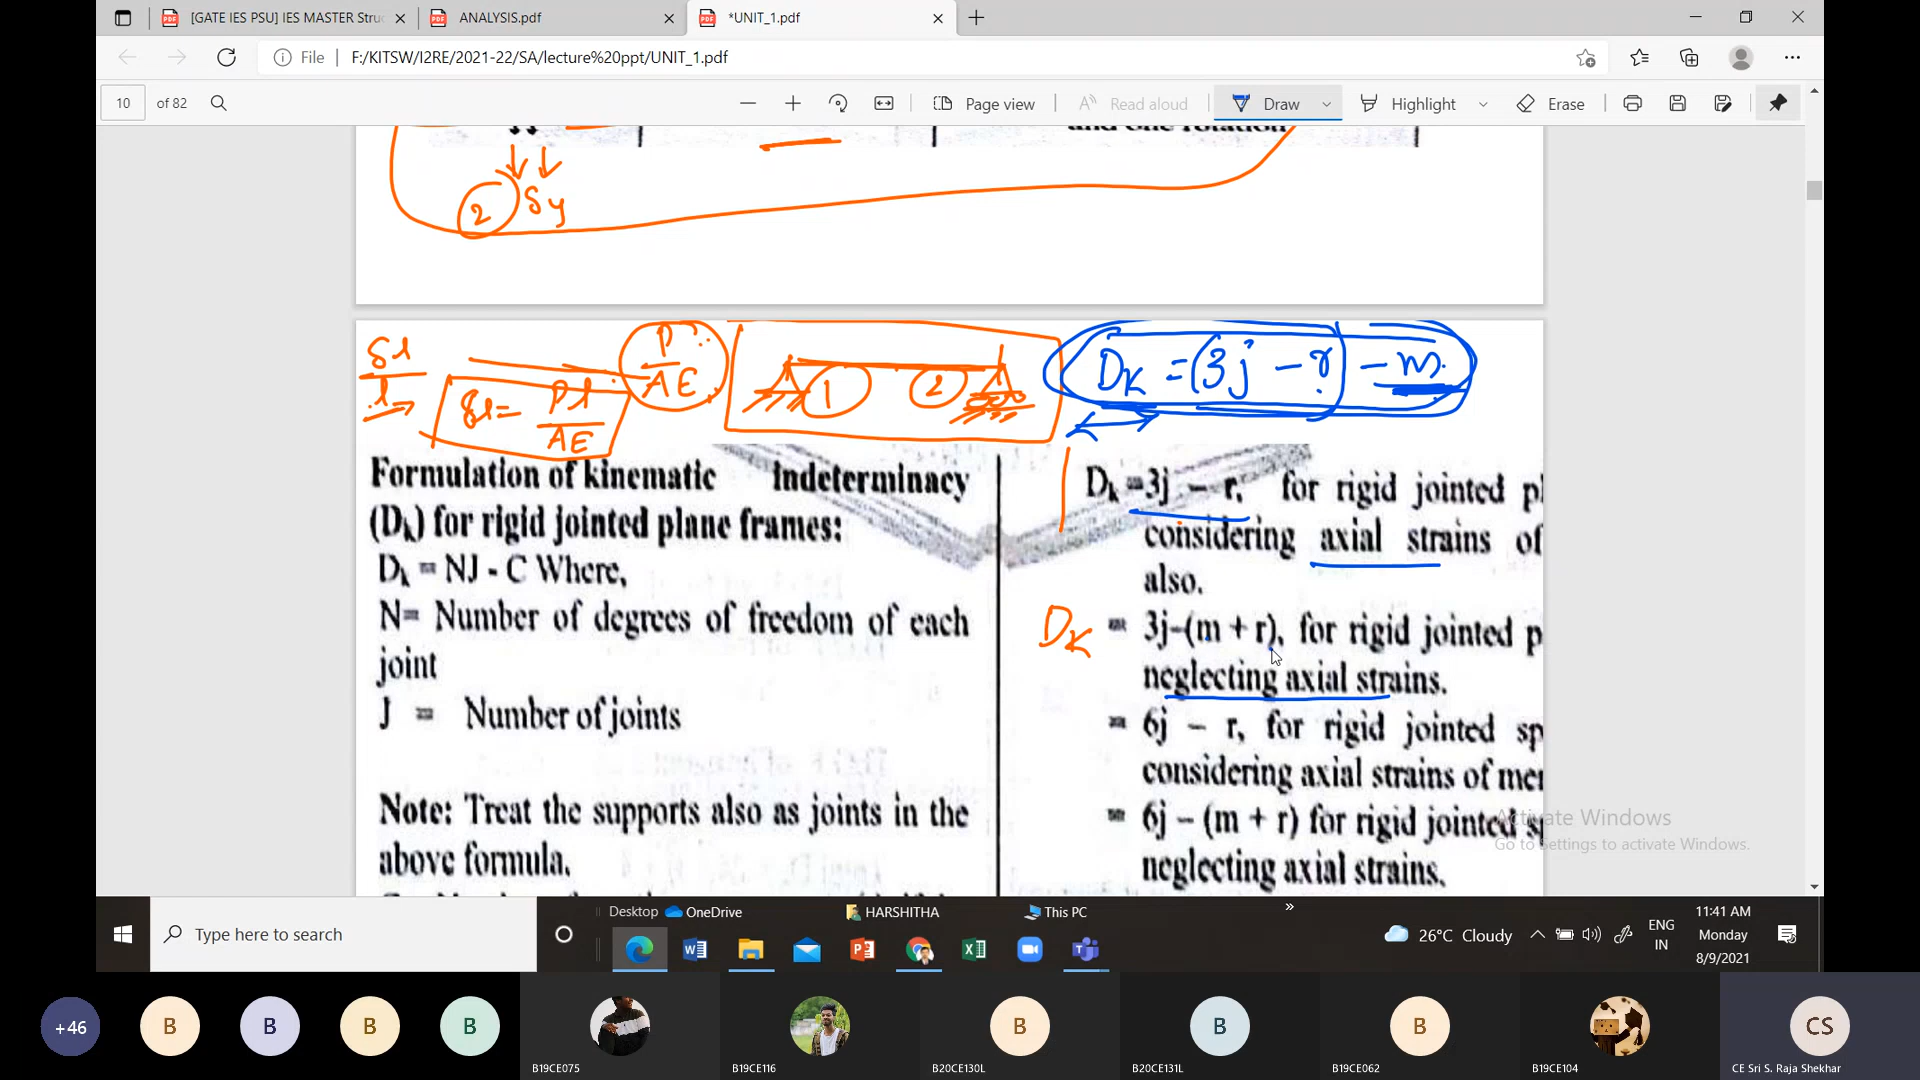 [GATE IES PSU] IES MASTER Struc
ANALYSIS.pdf
*UNIT_1.pdf
File
F:/KITSW/I2RE/2021-22/SA/lecture%20ppt/UNIT_1.pdf
10 of 82
Page view
Read aloud
Draw
Highlight
Erase
and one rotation
2 δy
δl
l
δl = Pl
AE
P
AE
1 2
DK = (3j - r) - m
Formulation of kinematic Indeterminacy
(Dk) for rigid jointed plane frames:
Dk = NJ - C Where,
N= Number of degrees of freedom of each
joint
J = Number of joints
Note: Treat the supports also as joints in the
above formula.
Dk =3j – r, for rigid jointed pl
considering axial strains of
also.
DK = 3j-(m + r), for rigid jointed p
neglecting axial strains.
= 6j – r, for rigid jointed sp
considering axial strains of mer
= 6j – (m + r) for rigid jointed s
neglecting axial strains.
Activate Windows
Go to Settings to activate Windows.
Type here to search
Desktop
OneDrive
HARSHITHA
This PC
»
26°C Cloudy
ENG
IN
11:41 AM
Monday
8/9/2021
+46
B
B
B
B
B19CE075
B19CE116
B
B20CE130L
B
B20CE131L
B
B19CE062
B19CE104
CS
CE Sri S. Raja Shekhar